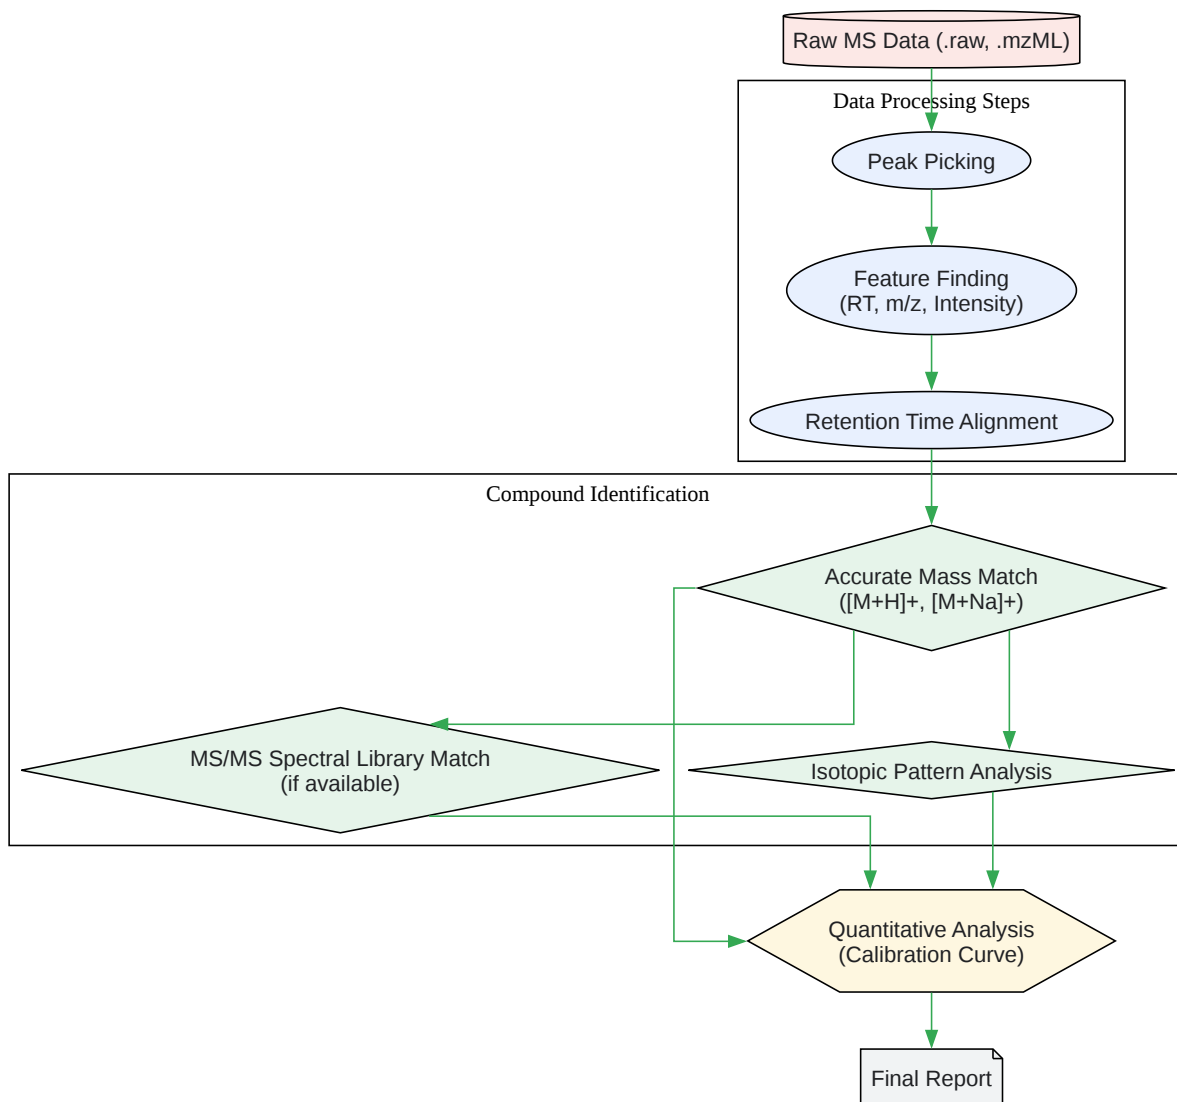 Raw MS Data (.raw, .mzML)
Data Processing Steps
Peak Picking
Feature Finding
(RT, m/z, Intensity)
Retention Time Alignment
Compound Identification
Accurate Mass Match
([M+H]+, [M+Na]+)
MS/MS Spectral Library Match
(if available)
Isotopic Pattern Analysis
Quantitative Analysis
(Calibration Curve)
Final Report